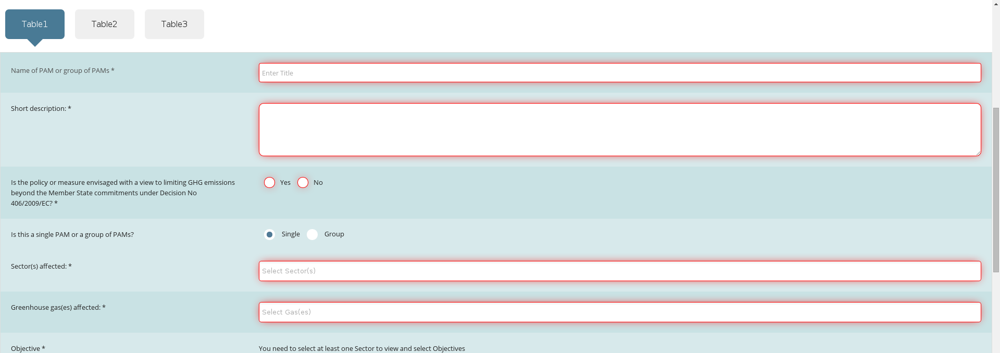 Table1 Table2 Table3
Name of PAM or group of PAMs *
Enter Title
Short description: *
Is the policy or measure envisaged with a view to limiting GHG emissions
beyond the Member State commitments under Decision No
406/2009/EC? *
Yes No
Is this a single PAM or a group of PAMs?
Single Group
Sector(s) affected: *
Select Sector(s)
Greenhouse gas(es) affected: *
Select Gas(es)
Objective *
You need to select at least one Sector to view and select Objectives